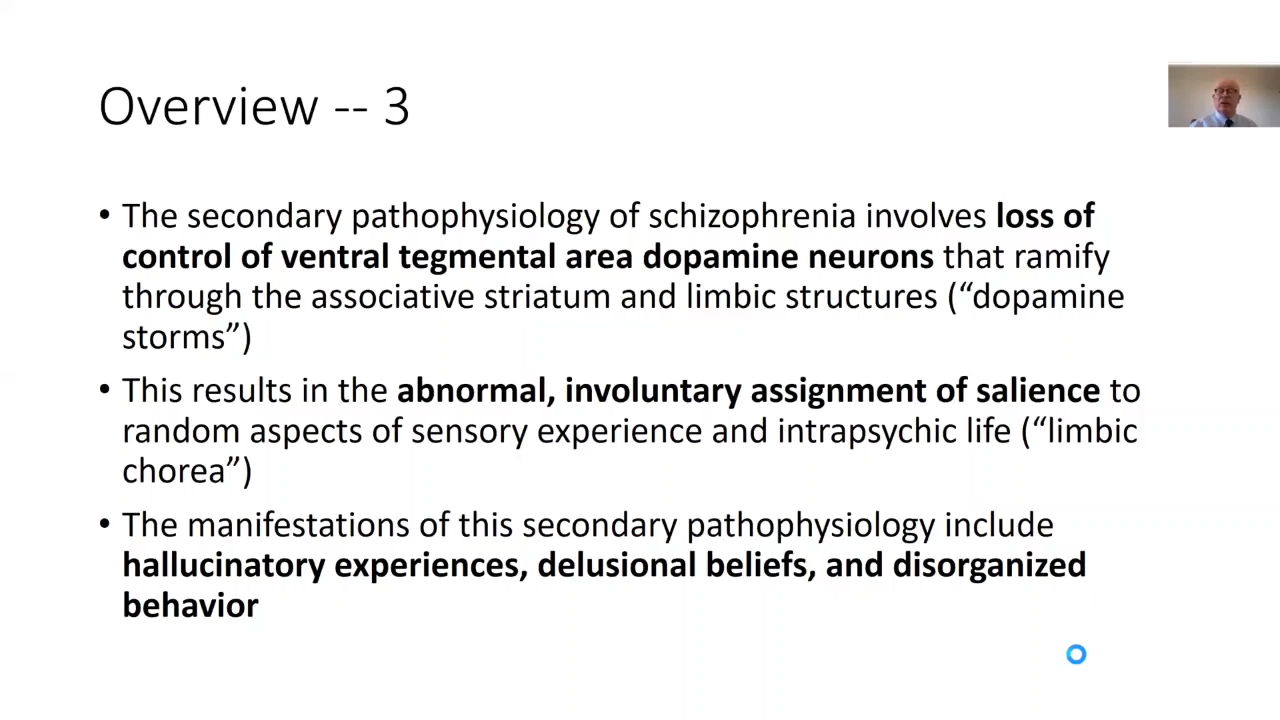 Overview -- 3
• The secondary pathophysiology of schizophrenia involves loss of
control of ventral tegmental area dopamine neurons that ramify
through the associative striatum and limbic structures (“dopamine
storms”)
• This results in the abnormal, involuntary assignment of salience to
random aspects of sensory experience and intrapsychic life (“limbic
chorea”)
• The manifestations of this secondary pathophysiology include
hallucinatory experiences, delusional beliefs, and disorganized
behavior